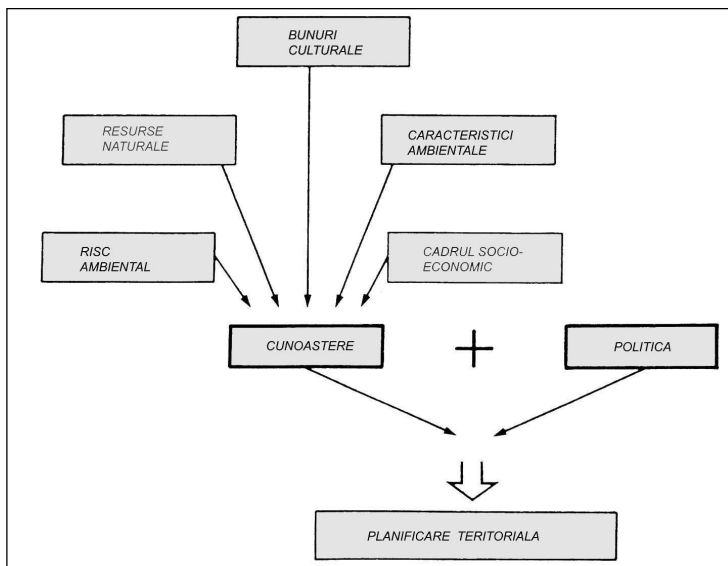 BUNURI
CULTURALE
RESURSE
NATURALE
CARACTERISTICI
AMBIENTALE
RISC
AMBIENTAL
CADRUL SOCIO-
ECONOMIC
CUNOASTERE
+
POLITICA
PLANIFICARE TERITORIALA